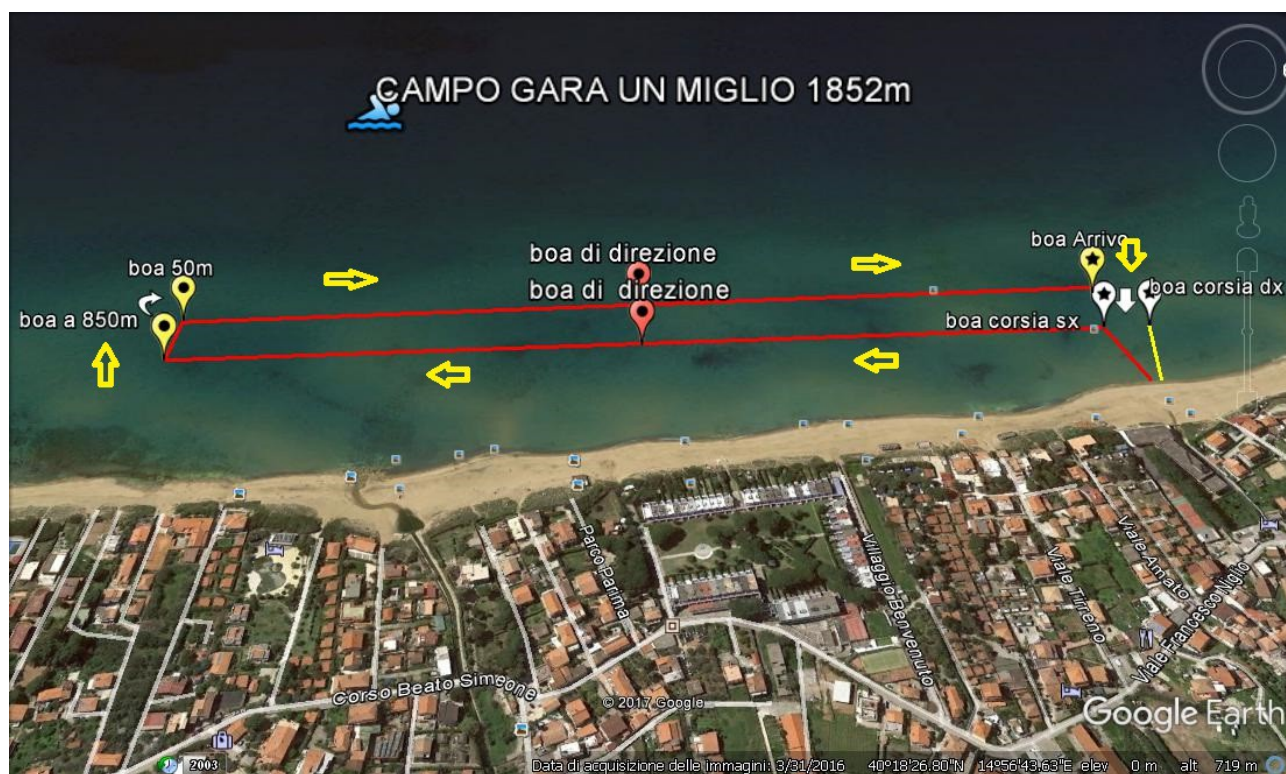 CAMPO GARA UN MIGLIO 1852m
boa Arrivo
boa di direzione
boa 50m
boa corsia dx
boa di direzione
boa a 850m
boa corsia sx
Parco Parima
Villaggio Benvenuto
Viale Tirreno
Viale Amato
Viale Francesco Niglio
Corso Beato Simeone
© 2017 Google
Google Earth
2003
Data di acquisizione delle immagini: 3/31/2016 40°18'26.80"N 14°56'43.63"E elev 0 m alt 719 m